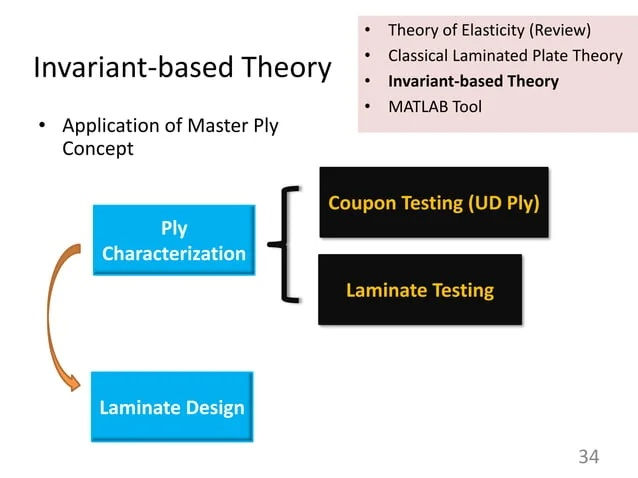 Invariant-based Theory
• Theory of Elasticity (Review)
• Classical Laminated Plate Theory
• Invariant-based Theory
• MATLAB Tool
• Application of Master Ply
Concept
Ply
Characterization
Coupon Testing (UD Ply)
Laminate Testing
Laminate Design
34